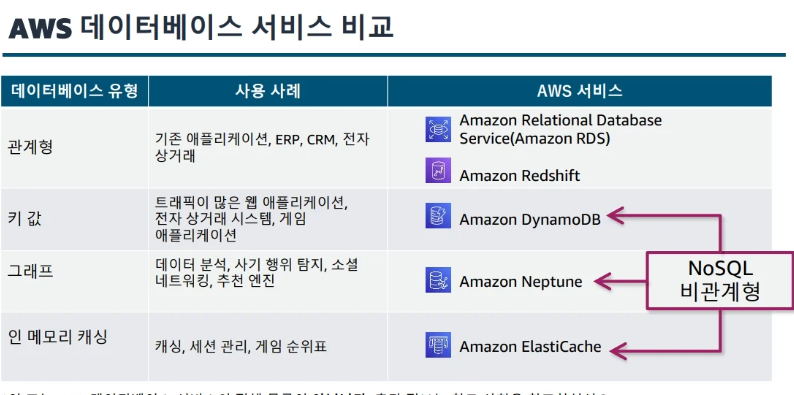 AWS 데이터베이스 서비스 비교
데이터베이스 유형
사용 사례
AWS 서비스
관계형
기존 애플리케이션, ERP, CRM, 전자
상거래
Amazon Relational Database
Service(Amazon RDS)
Amazon Redshift
키 값
트래픽이 많은 웹 애플리케이션,
전자 상거래 시스템, 게임
애플리케이션
Amazon DynamoDB
그래프
데이터 분석, 사기 행위 탐지, 소셜
네트워킹, 추천 엔진
Amazon Neptune
NoSQL
비관계형
인 메모리 캐싱
캐싱, 세션 관리, 게임 순위표
Amazon ElastiCache